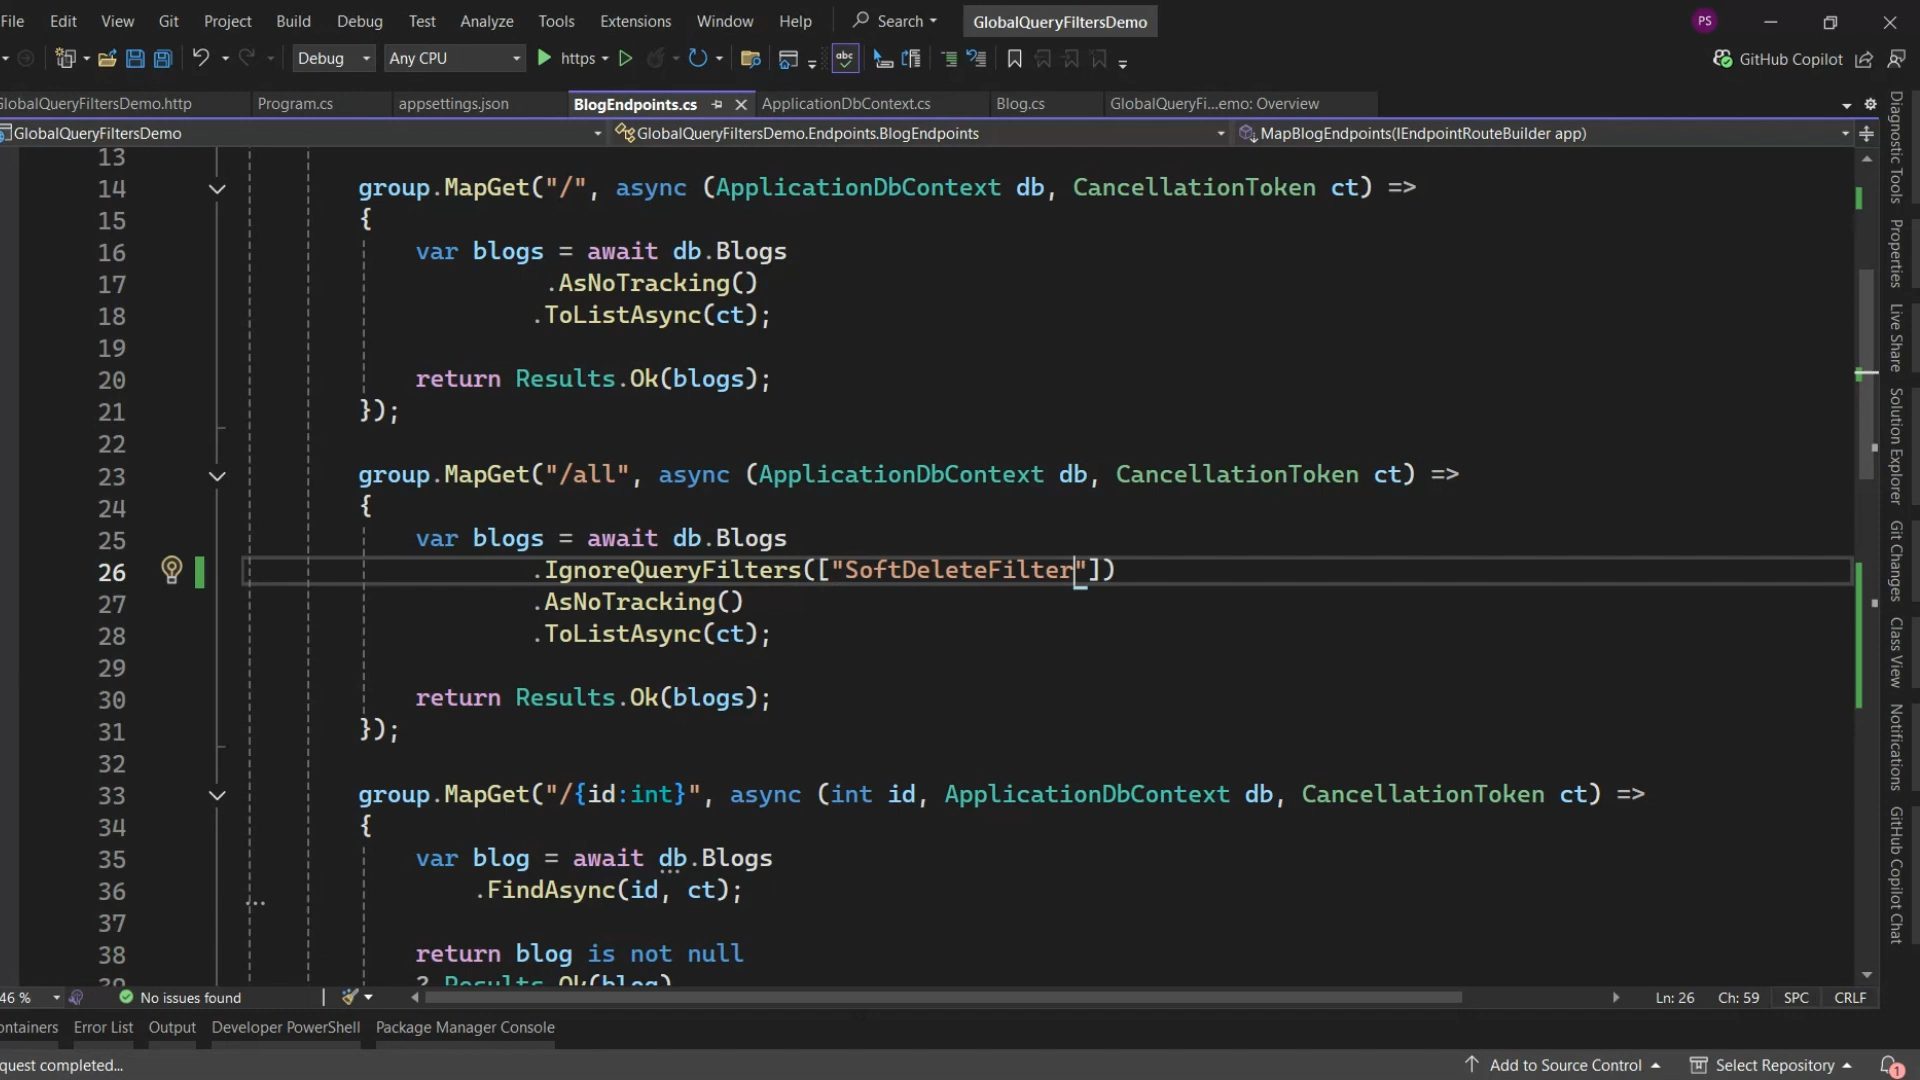 File Edit View Git Project Build Debug Test Analyze Tools Extensions Window Help Search GlobalQueryFiltersDemo PS
Debug Any CPU https abc GitHub Copilot
GlobalQueryFiltersDemo.http Program.cs appsettings.json BlogEndpoints.cs ApplicationDbContext.cs Blog.cs GlobalQueryFi...emo: Overview
GlobalQueryFiltersDemo GlobalQueryFiltersDemo.Endpoints.BlogEndpoints MapBlogEndpoints(IEndpointRouteBuilder app)
13
14 group.MapGet("/", async (ApplicationDbContext db, CancellationToken ct) =>
15 {
16 var blogs = await db.Blogs
17 .AsNoTracking()
18 .ToListAsync(ct);
19
20 return Results.Ok(blogs);
21 });
22
23 group.MapGet("/all", async (ApplicationDbContext db, CancellationToken ct) =>
24 {
25 var blogs = await db.Blogs
26 .IgnoreQueryFilters(["SoftDeleteFilter"])
27 .AsNoTracking()
28 .ToListAsync(ct);
29
30 return Results.Ok(blogs);
31 });
32
33 group.MapGet("/{id:int}", async (int id, ApplicationDbContext db, CancellationToken ct) =>
34 {
35 var blog = await db.Blogs
36 .FindAsync(id, ct);
37
38 return blog is not null
39 ? Results.Ok(blog)
Diagnostic Tools
Properties
Live Share
Solution Explorer
Git Changes
Class View
Notifications
GitHub Copilot Chat
46 % No issues found Ln: 26 Ch: 59 SPC CRLF
ontainers Error List Output Developer PowerShell Package Manager Console
quest completed... Add to Source Control Select Repository 1